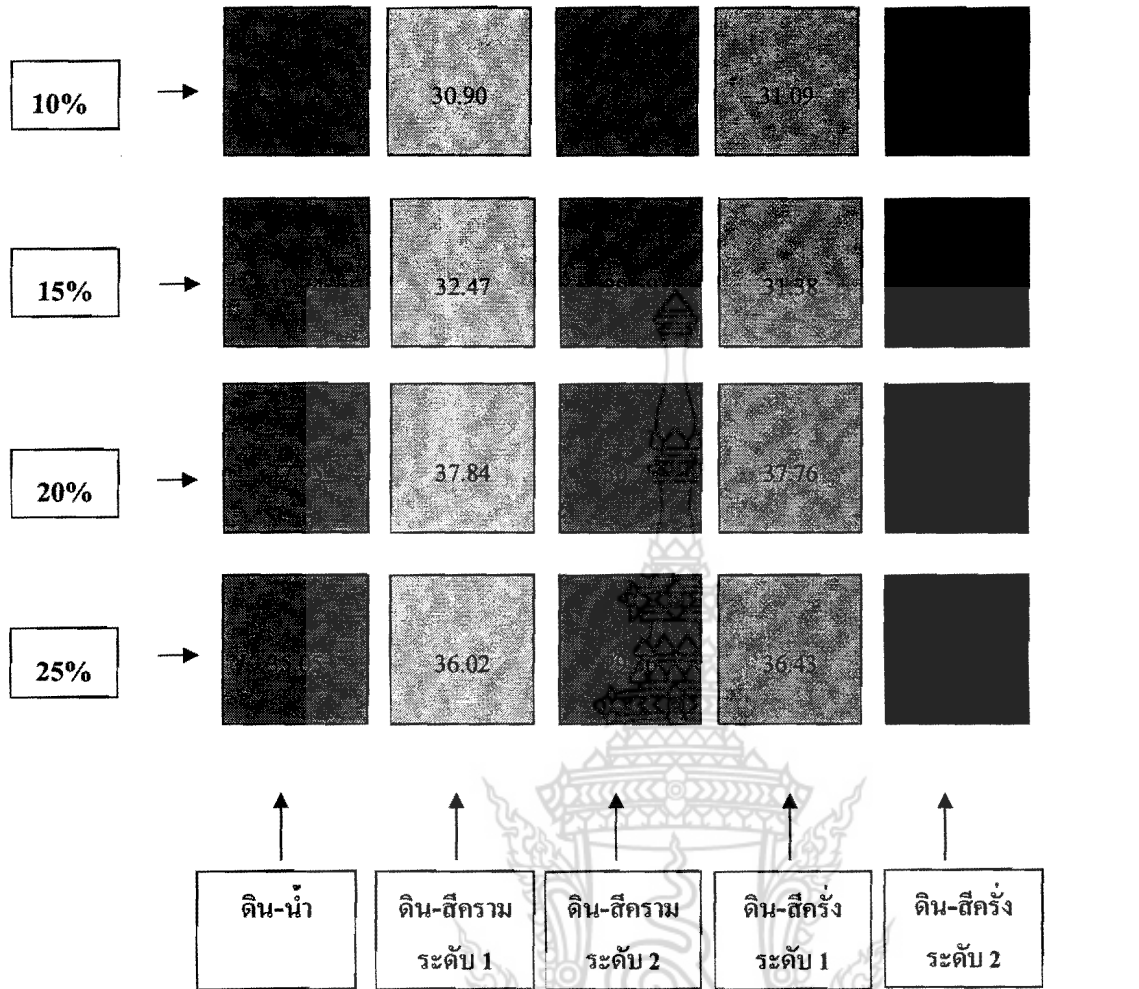 10%
30.90
31.09
15%
32.47
31.38
20%
37.84
37.76
25%
36.02
36.43
ดิน-น้ำ
ดิน-สีคราม
ระดับ 1
ดิน-สีคราม
ระดับ 2
ดิน-สีครั่ง
ระดับ 1
ดิน-สีครั่ง
ระดับ 2